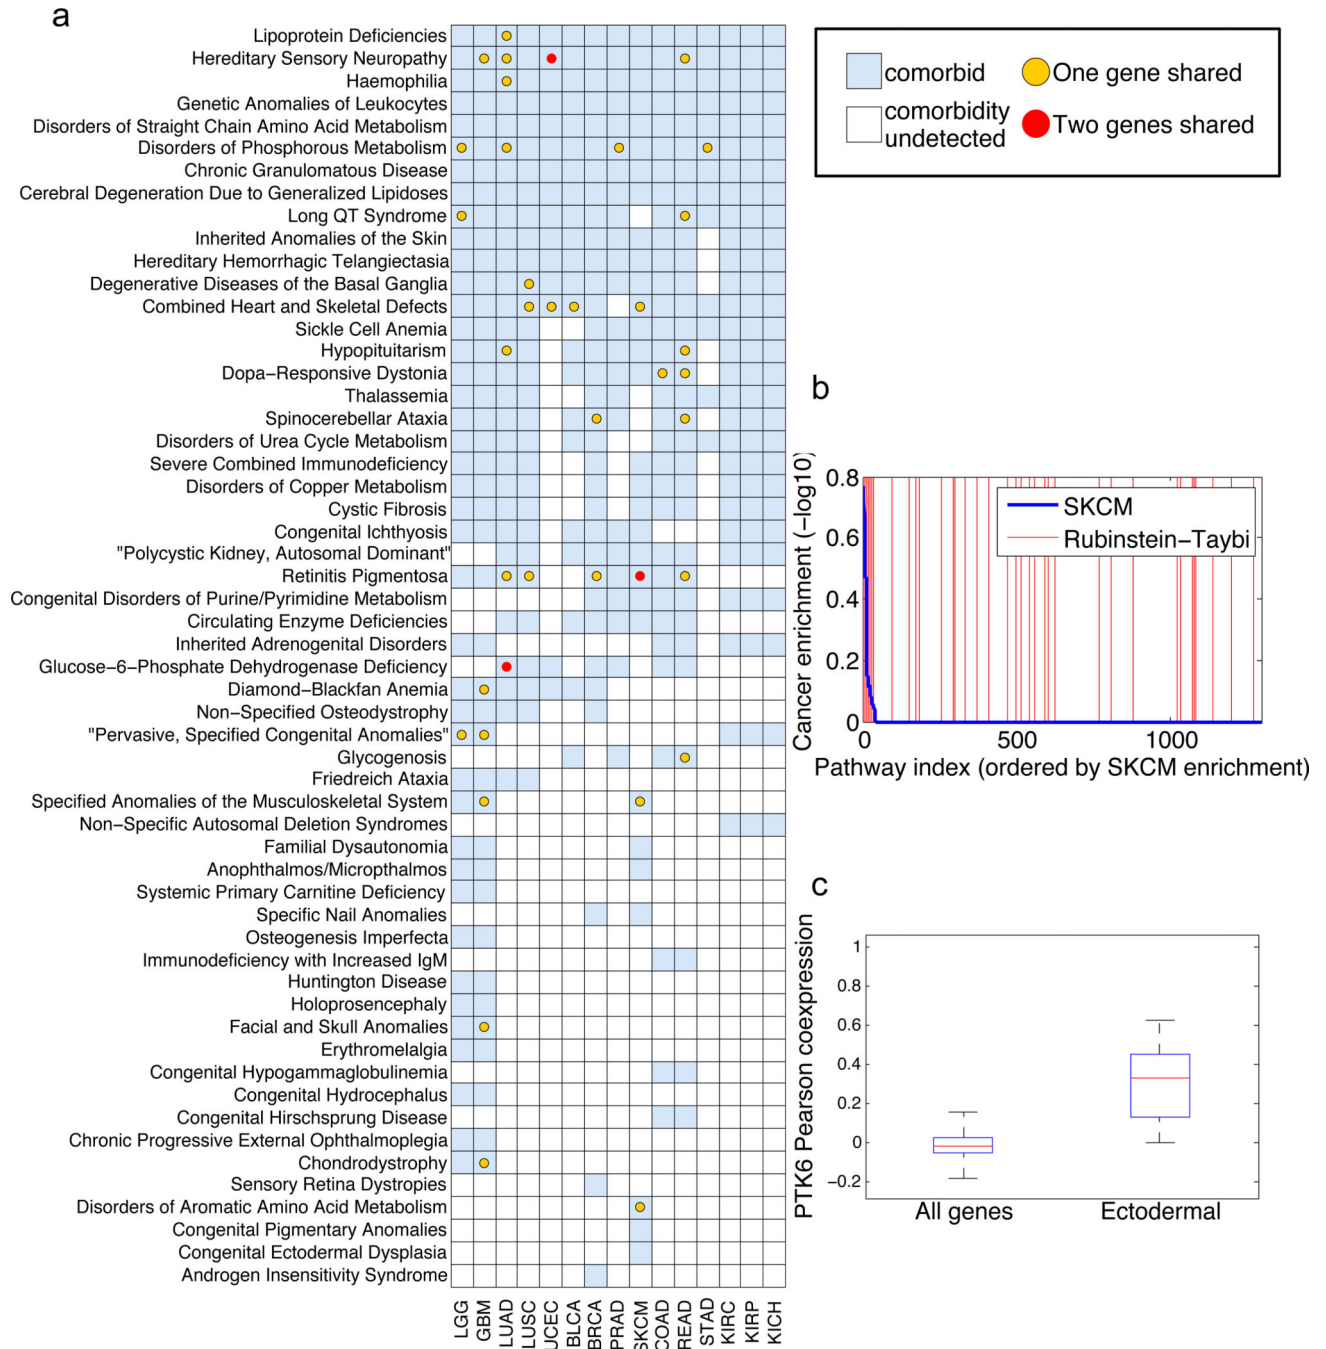 a
Lipoprotein Deficiencies
Hereditary Sensory Neuropathy
Haemophilia
Genetic Anomalies of Leukocytes
Disorders of Straight Chain Amino Acid Metabolism
Disorders of Phosphorous Metabolism
Chronic Granulomatous Disease
Cerebral Degeneration Due to Generalized Lipidoses
Long QT Syndrome
Inherited Anomalies of the Skin
Hereditary Hemorrhagic Telangiectasia
Degenerative Diseases of the Basal Ganglia
Combined Heart and Skeletal Defects
Sickle Cell Anemia
Hypopituitarism
Dopa−Responsive Dystonia
Thalassemia
Spinocerebellar Ataxia
Disorders of Urea Cycle Metabolism
Severe Combined Immunodeficiency
Disorders of Copper Metabolism
Cystic Fibrosis
Congenital Ichthyosis
"Polycystic Kidney, Autosomal Dominant"
Retinitis Pigmentosa
Congenital Disorders of Purine/Pyrimidine Metabolism
Circulating Enzyme Deficiencies
Inherited Adrenogenital Disorders
Glucose−6−Phosphate Dehydrogenase Deficiency
Diamond−Blackfan Anemia
Non−Specified Osteodystrophy
"Pervasive, Specified Congenital Anomalies"
Glycogenosis
Friedreich Ataxia
Specified Anomalies of the Musculoskeletal System
Non−Specific Autosomal Deletion Syndromes
Familial Dysautonomia
Anophthalmos/Micropthalmos
Systemic Primary Carnitine Deficiency
Specific Nail Anomalies
Osteogenesis Imperfecta
Immunodeficiency with Increased IgM
Huntington Disease
Holoprosencephaly
Facial and Skull Anomalies
Erythromelalgia
Congenital Hypogammaglobulinemia
Congenital Hydrocephalus
Congenital Hirschsprung Disease
Chronic Progressive External Ophthalmoplegia
Chondrodystrophy
Sensory Retina Dystropies
Disorders of Aromatic Amino Acid Metabolism
Congenital Pigmentary Anomalies
Congenital Ectodermal Dysplasia
Androgen Insensitivity Syndrome
LGG
GBM
LUAD
LUSC
UCEC
BLCA
BRCA
PRAD
SKCM
COAD
READ
STAD
KIRC
KIRP
KICH
comorbid
comorbidity
undetected
One gene shared
Two genes shared
b
Cancer enrichment (−log10)
0.8
0.6
0.4
0.2
0
SKCM
Rubinstein−Taybi
0
500
1000
Pathway index (ordered by SKCM enrichment)
c
PTK6 Pearson coexpression
1
0.8
0.6
0.4
0.2
0
−0.2
All genes
Ectodermal